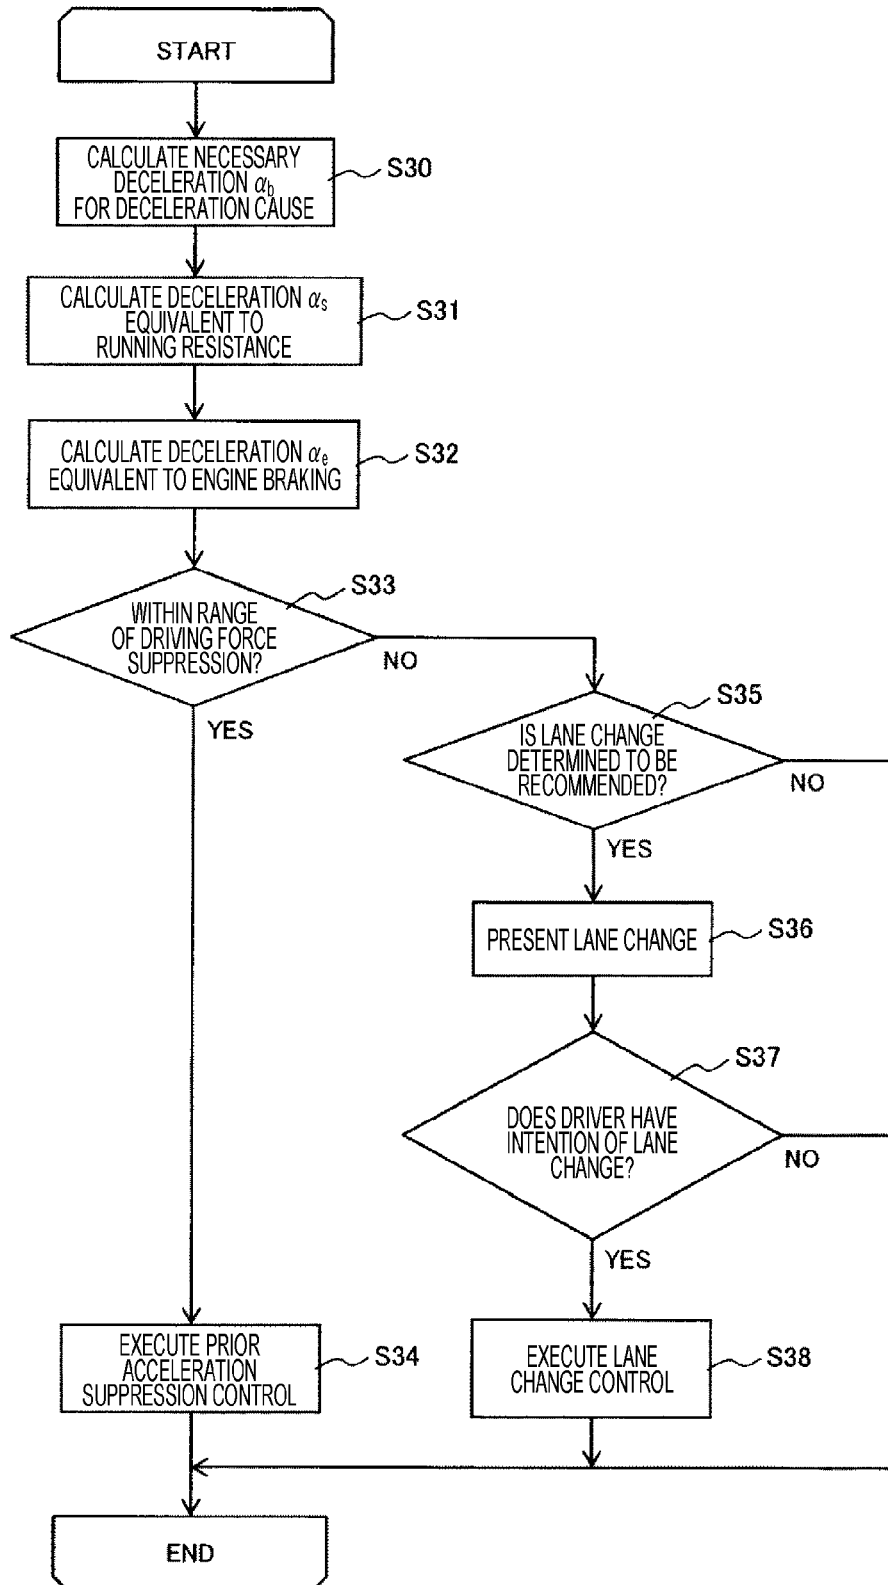 START
CALCULATE NECESSARY
DECELERATION αb
FOR DECELERATION CAUSE
S30
CALCULATE DECELERATION αs
EQUIVALENT TO
RUNNING RESISTANCE
S31
CALCULATE DECELERATION αe
EQUIVALENT TO ENGINE BRAKING
S32
S33
WITHIN RANGE
OF DRIVING FORCE
SUPPRESSION?
NO
YES
S35
IS LANE CHANGE
DETERMINED TO BE
RECOMMENDED?
NO
YES
PRESENT LANE CHANGE
S36
S37
DOES DRIVER HAVE
INTENTION OF LANE
CHANGE?
NO
YES
EXECUTE PRIOR
ACCELERATION
SUPPRESSION CONTROL
S34
EXECUTE LANE
CHANGE CONTROL
S38
END